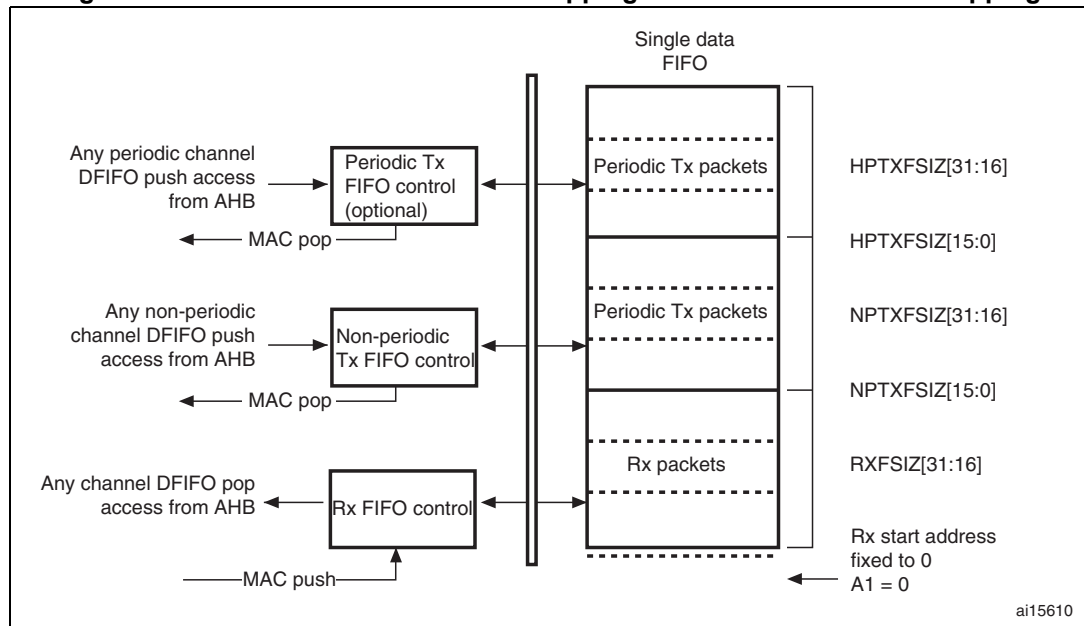 Single data
FIFO
Any periodic channel
DFIFO push access
from AHB
Periodic Tx
FIFO control
(optional)
MAC pop
Periodic Tx packets
HPTXFSIZ[31:16]
HPTXFSIZ[15:0]
Any non-periodic
channel DFIFO push
access from AHB
Non-periodic
Tx FIFO control
MAC pop
Periodic Tx packets
NPTXFSIZ[31:16]
NPTXFSIZ[15:0]
Any channel DFIFO pop
access from AHB
Rx FIFO control
MAC push
Rx packets
RXFSIZ[31:16]
Rx start address
fixed to 0
A1 = 0
ai15610